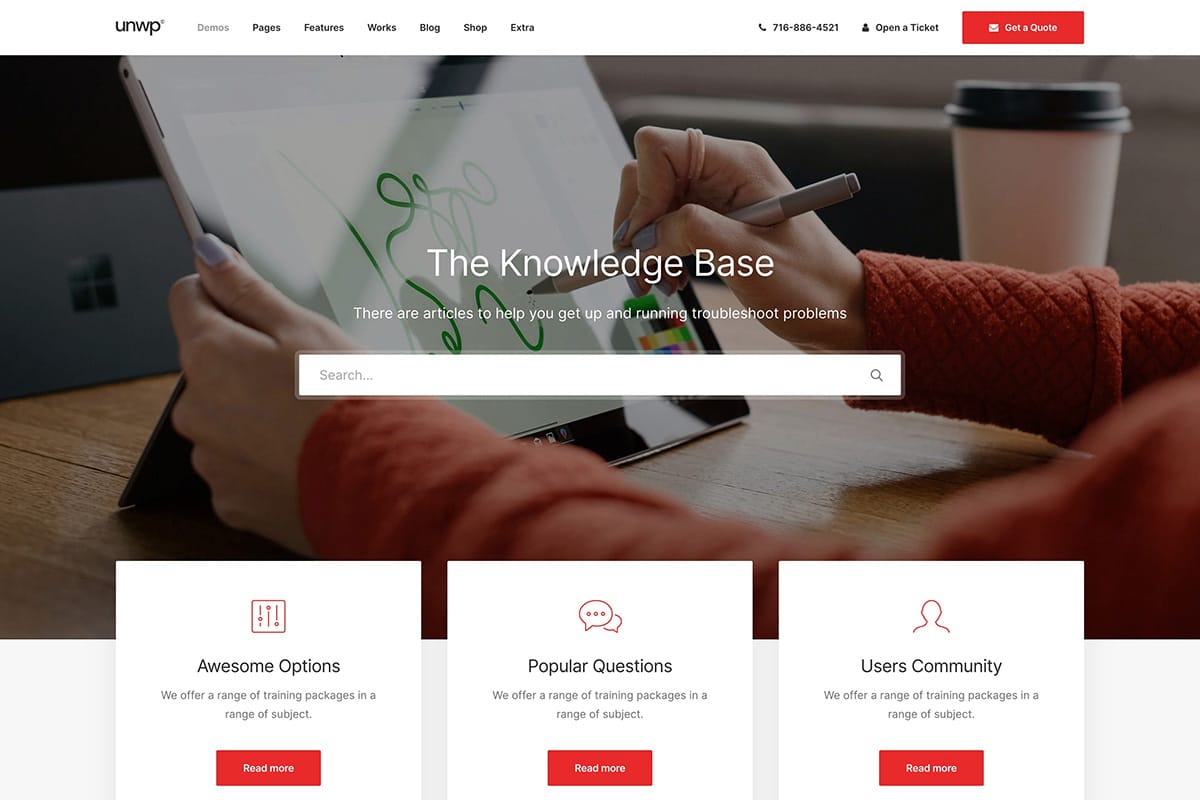 unwp©
Demos Pages Features Works Blog Shop Extra
716-886-4521 Open a Ticket Get a Quote
The Knowledge Base
There are articles to help you get up and running troubleshoot problems
Search...
Awesome Options
We offer a range of training packages in a
range of subject.
Read more
Popular Questions
We offer a range of training packages in a
range of subject.
Read more
Users Community
We offer a range of training packages in a
range of subject.
Read more